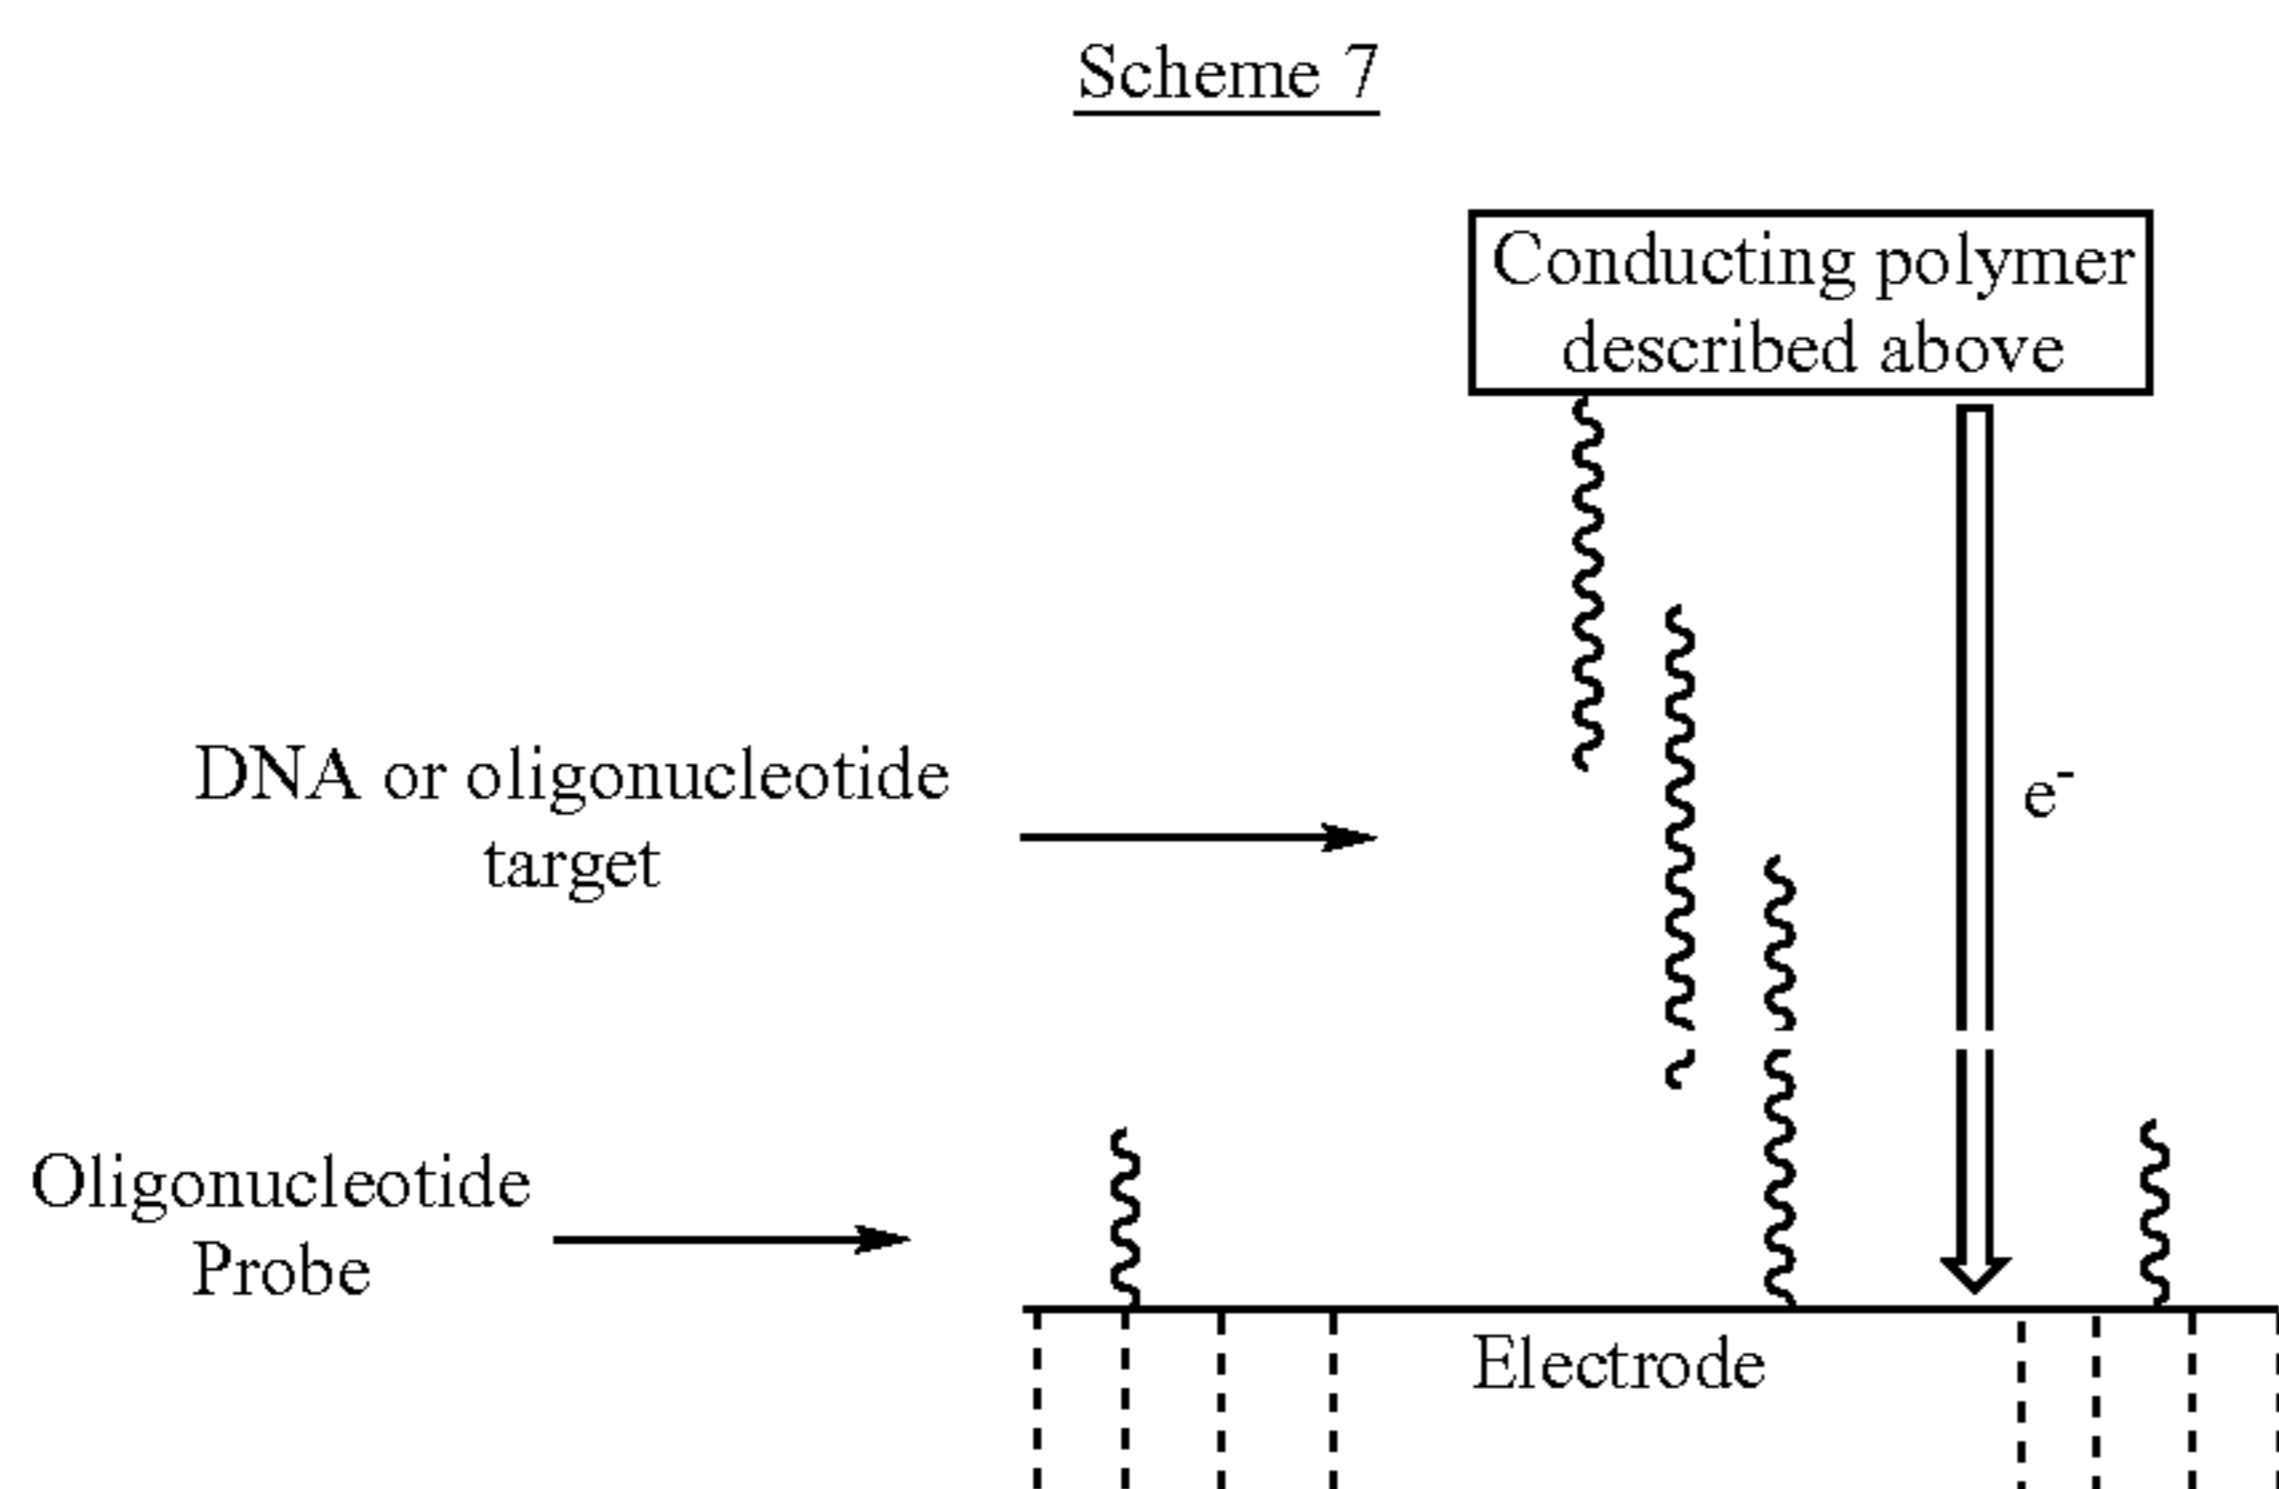 Scheme 7
Conducting polymer
described above
DNA or oligonucleotide
target
e⁻
Oligonucleotide
Probe
Electrode